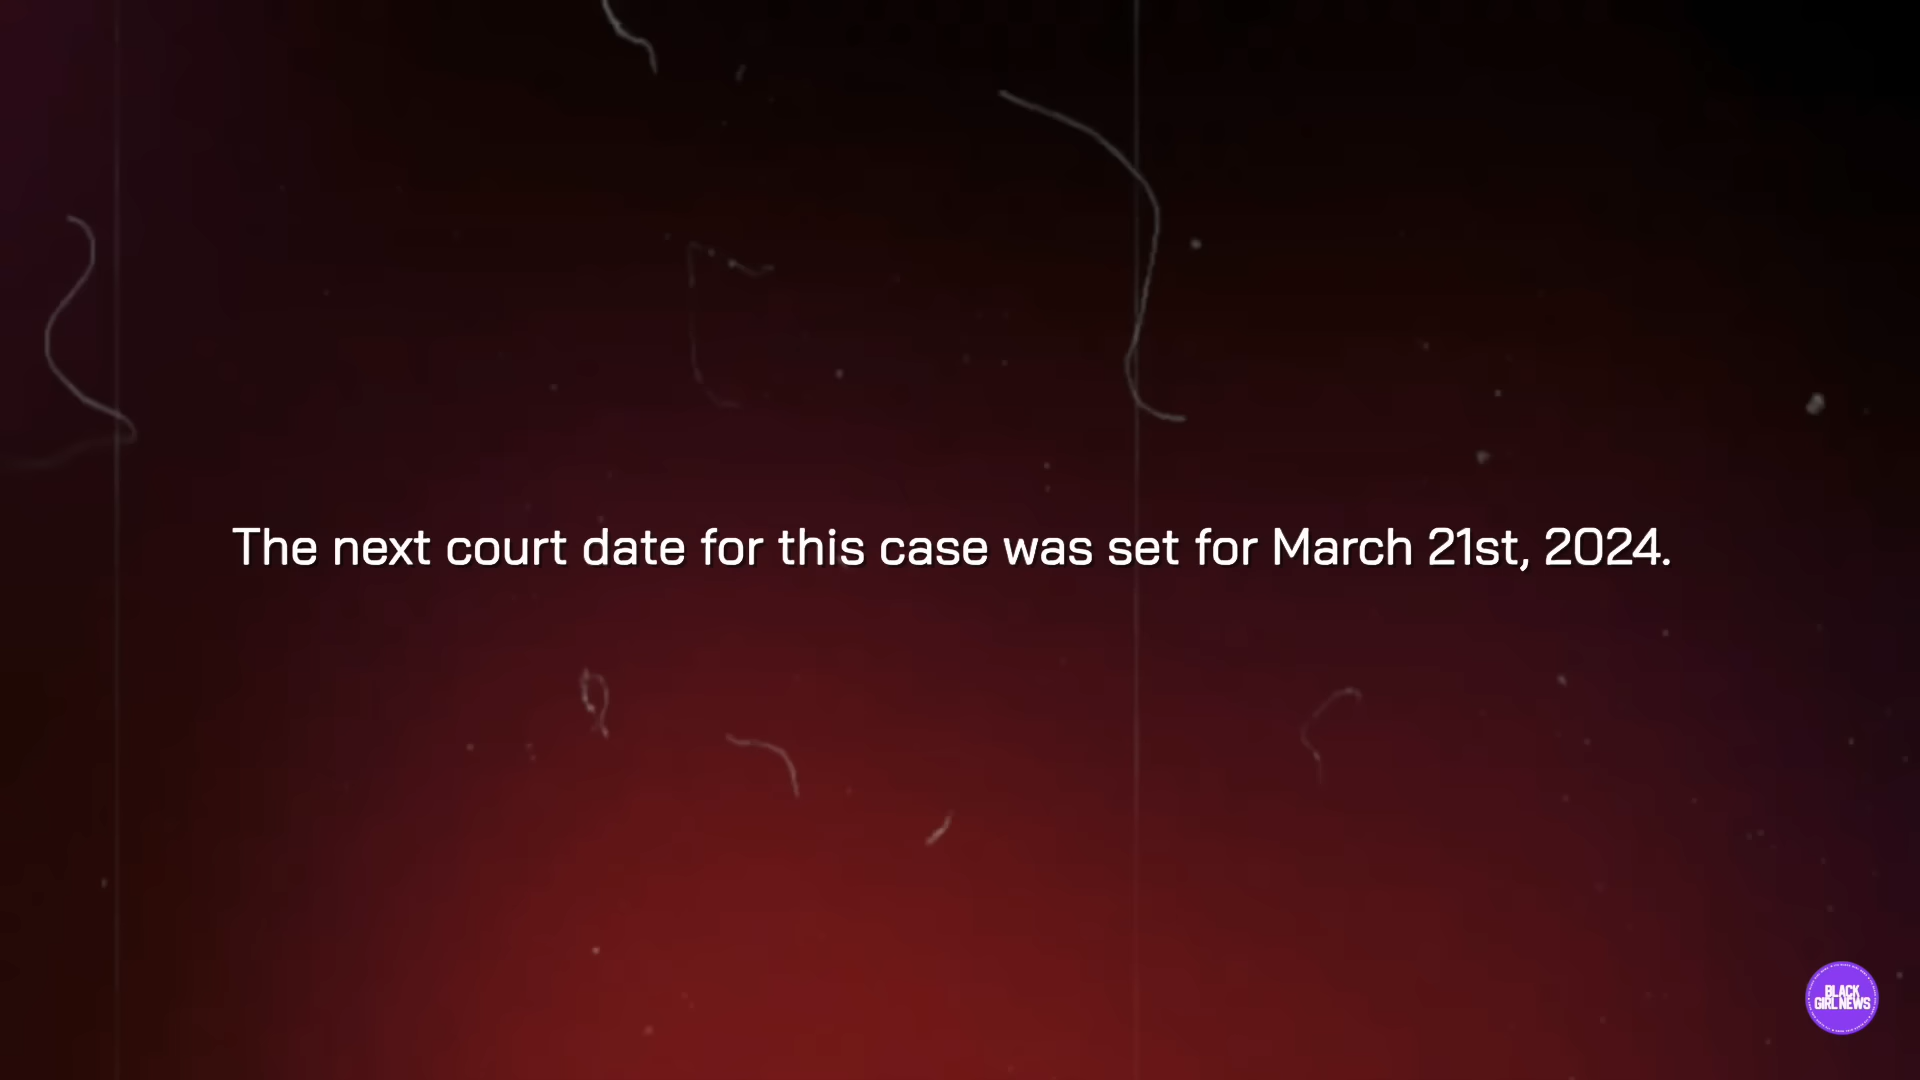 The next court date for this case was set for March 21st, 2024.
BLACK
GIRL NEWS